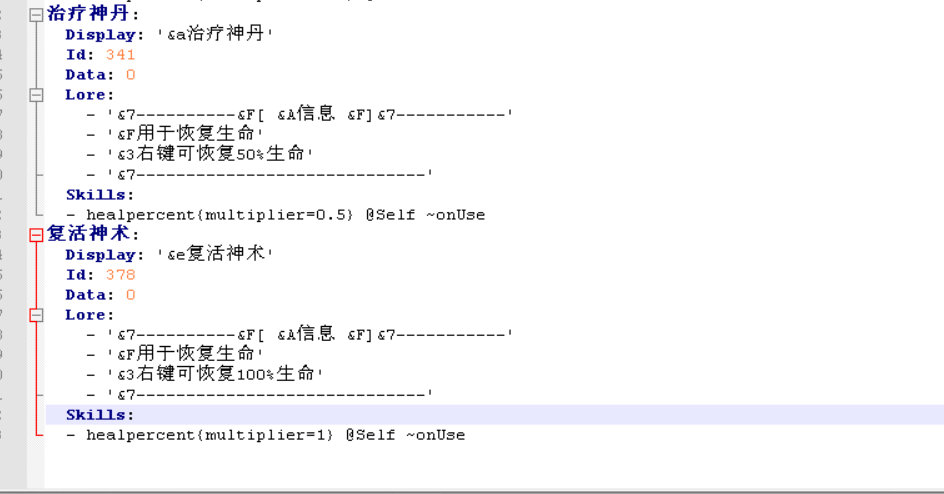 治疗神丹:
Display: '&a治疗神丹'
Id: 341
Data: 0
Lore:
- '&7----------&F[ &A信息 &F]&7-----------'
- '&F用于恢复生命'
- '&3右键可恢复50%生命'
- '&7-----------------------------'
Skills:
- healpercent{multiplier=0.5} @Self ~onUse
复活神术:
Display: '&e复活神术'
Id: 378
Data: 0
Lore:
- '&7----------&F[ &A信息 &F]&7-----------'
- '&F用于恢复生命'
- '&3右键可恢复100%生命'
- '&7-----------------------------'
Skills:
- healpercent{multiplier=1} @Self ~onUse